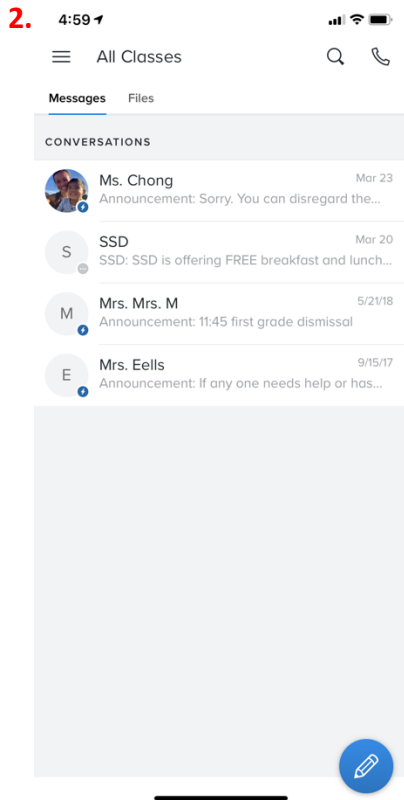 2.
4:59
All Classes
Messages Files
CONVERSATIONS
Ms. Chong Mar 23
Announcement: Sorry. You can disregard the...
S SSD Mar 20
SSD: SSD is offering FREE breakfast and lunch...
M Mrs. Mrs. M 5/21/18
Announcement: 11:45 first grade dismissal
E Mrs. Eells 9/15/17
Announcement: If any one needs help or has...